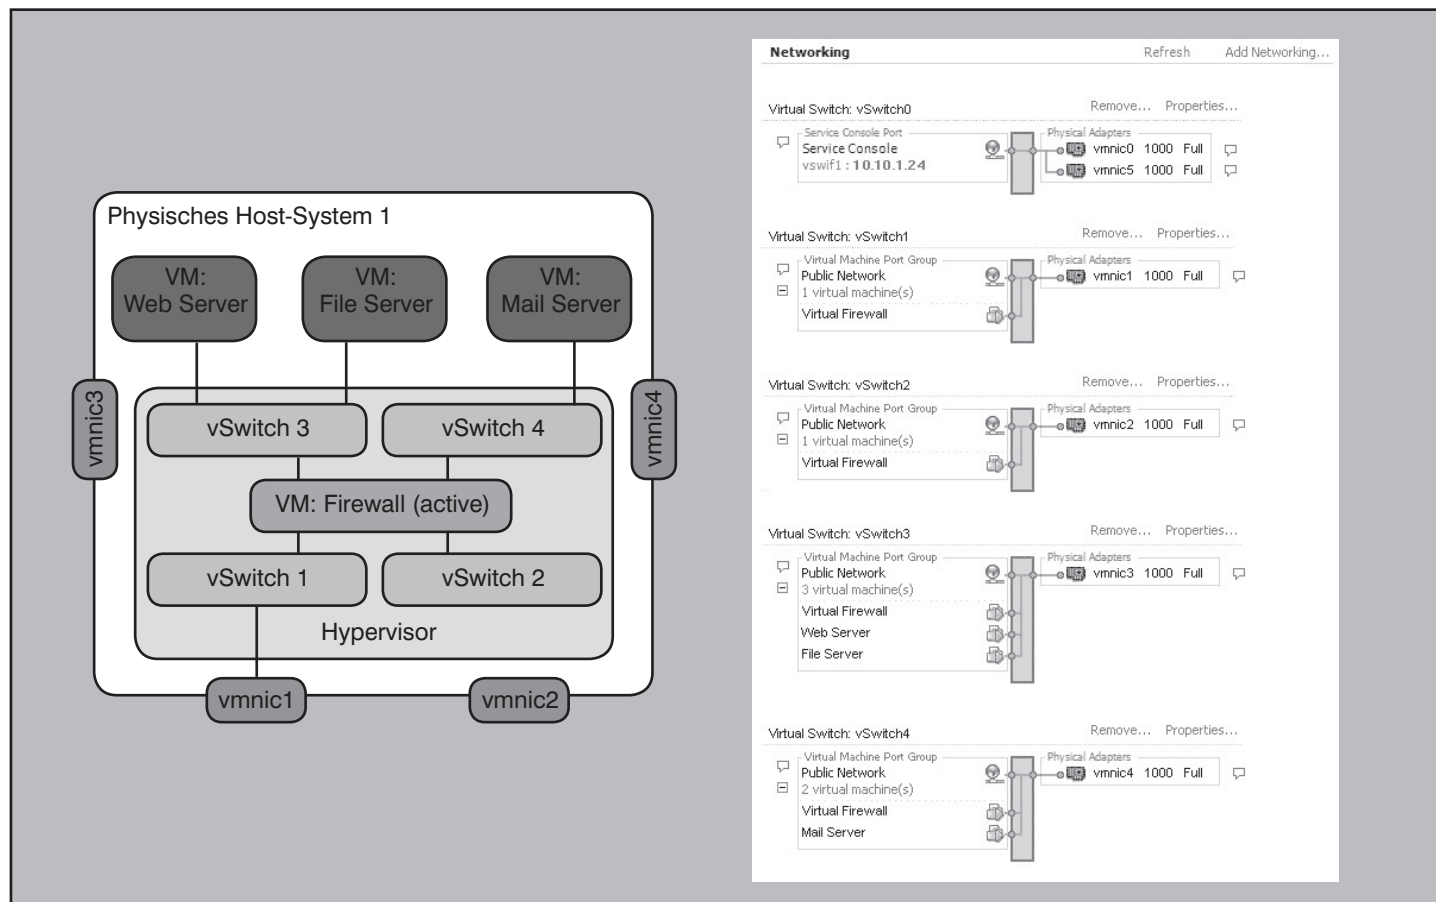 Physisches Host-System 1
VM:
Web Server
VM:
File Server
VM:
Mail Server
vmnic3
vmnic4
vSwitch 3
vSwitch 4
VM: Firewall (active)
vSwitch 1
vSwitch 2
Hypervisor
vmnic1
vmnic2
Networking Refresh Add Networking...
Virtual Switch: vSwitch0 Remove... Properties...
Service Console Port Physical Adapters
Service Console vmnic0 1000 Full
vswif1 : 10.10.1.24 vmnic5 1000 Full
Virtual Switch: vSwitch1 Remove... Properties...
Virtual Machine Port Group Physical Adapters
Public Network vmnic1 1000 Full
1 virtual machine(s)
Virtual Firewall
Virtual Switch: vSwitch2 Remove... Properties...
Virtual Machine Port Group Physical Adapters
Public Network vmnic2 1000 Full
1 virtual machine(s)
Virtual Firewall
Virtual Switch: vSwitch3 Remove... Properties...
Virtual Machine Port Group Physical Adapters
Public Network vmnic3 1000 Full
3 virtual machine(s)
Virtual Firewall
Web Server
File Server
Virtual Switch: vSwitch4 Remove... Properties...
Virtual Machine Port Group Physical Adapters
Public Network vmnic4 1000 Full
2 virtual machine(s)
Virtual Firewall
Mail Server